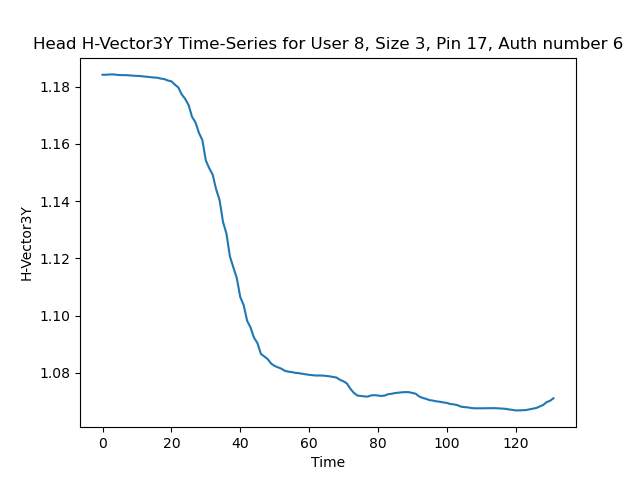 Head H-Vector3Y Time-Series for User 8, Size 3, Pin 17, Auth number 6
1.18
1.16
1.14
1.12
1.10
1.08
H-Vector3Y
0 20 40 60 80 100 120
Time